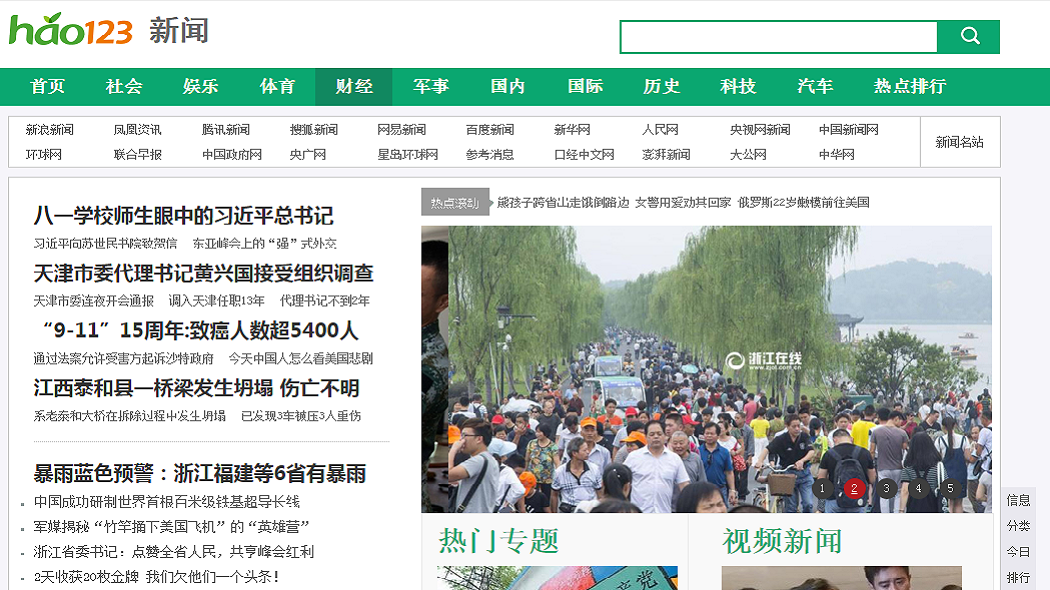 hao123 新闻
首页 社会 娱乐 体育 财经 军事 国内 国际 历史 科技 汽车 热点排行
新浪新闻 凤凰资讯 腾讯新闻 搜狐新闻 网易新闻 百度新闻 新华网 人民网 央视网新闻 中国新闻网
新闻名站
环球网 联合早报 中国政府网 央广网 星岛环球网 参考消息 口经中文网 澎湃新闻 大公网 中华网
八一学校师生眼中的习近平总书记
习近平向苏世民书院致贺信 东亚峰会上的“强”式外交
天津市委代理书记黄兴国接受组织调查
天津市委连夜开会通报 调入天津任职13年 代理书记不到2年
“9-11”15周年:致癌人数超5400人
通过法案允许受害方起诉沙特政府 今天中国人怎么看美国悲剧
江西泰和县一桥梁发生坍塌 伤亡不明
系老泰和大桥在拆除过程中发生坍塌 已发现3车被压3人重伤
暴雨蓝色预警：浙江福建等6省有暴雨
中国成功研制世界首根百米级铁基超导长线
军媒揭秘“竹竿捅下美国飞机”的“英雄营”
浙江省委书记：点赞全省人民，共享峰会红利
2天收获20枚金牌 我们欠他们一个头条！
热点滚动 熊孩子跨省出走饿倒路边 女警用爱劝其回家 俄罗斯22岁嫩模前往美国
浙江在线
www.zjol.com.cn
1 2 3 4 5
热门专题 视频新闻
信息
分类
今日
排行